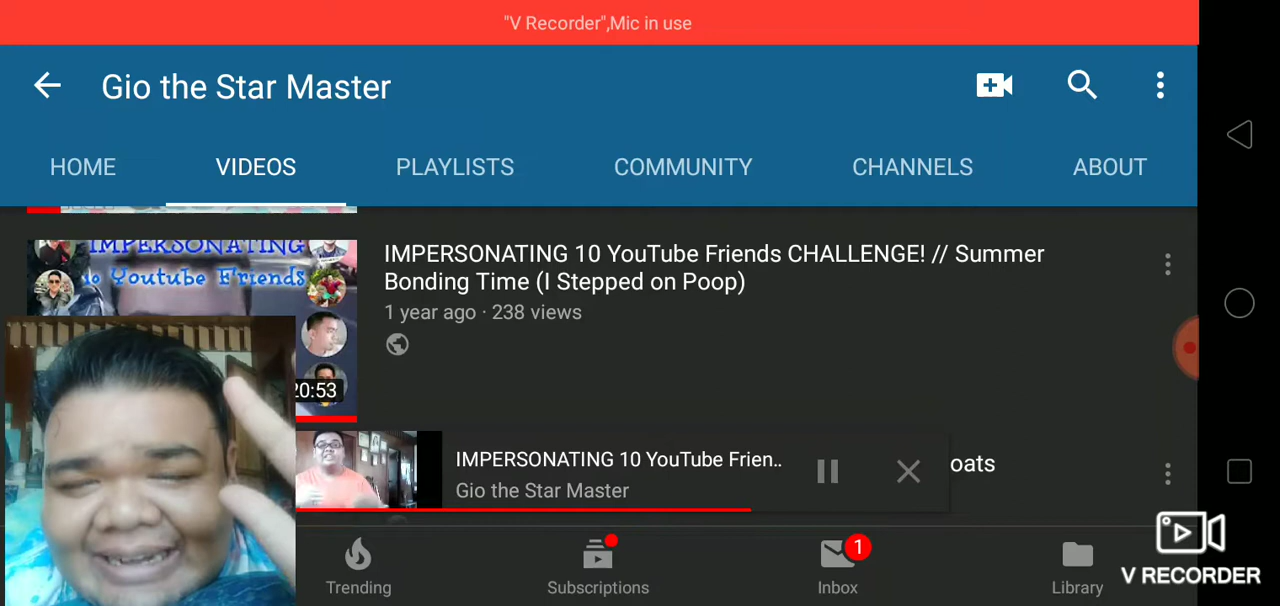 "V Recorder",Mic in use
Gio the Star Master
HOME VIDEOS PLAYLISTS COMMUNITY CHANNELS ABOUT
IMPERSONATING
10 Youtube Friends
20:53
IMPERSONATING 10 YouTube Friends CHALLENGE! // Summer
Bonding Time (I Stepped on Poop)
1 year ago · 238 views
IMPERSONATING 10 YouTube Frien..
Gio the Star Master
oats
Trending
Subscriptions
1
Inbox
Library
V RECORDER